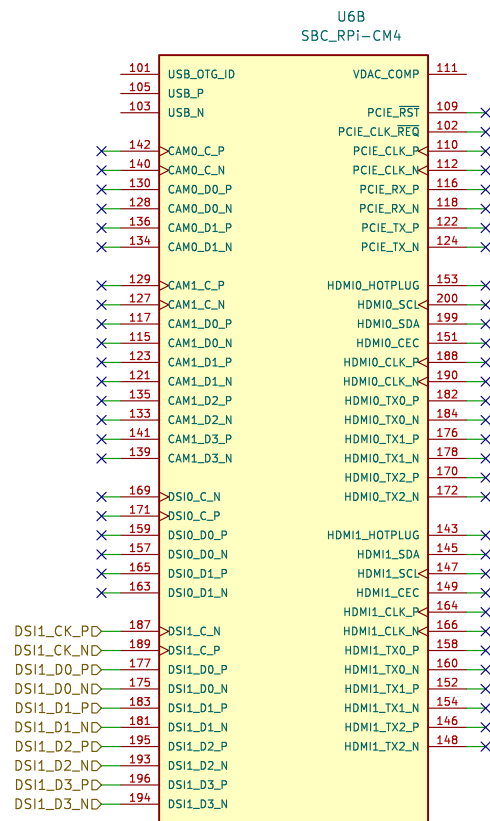 U6B
SBC_RPi-CM4
101 USB_OTG_ID VDAC_COMP 111
105 USB_P
103 USB_N PCIE_RST 109
PCIE_CLK_REQ 102
142 CAM0_C_P PCIE_CLK_P 110
140 CAM0_C_N PCIE_CLK_N 112
130 CAM0_D0_P PCIE_RX_P 116
128 CAM0_D0_N PCIE_RX_N 118
136 CAM0_D1_P PCIE_TX_P 122
134 CAM0_D1_N PCIE_TX_N 124
129 CAM1_C_P HDMI0_HOTPLUG 153
127 CAM1_C_N HDMI0_SCL 200
117 CAM1_D0_P HDMI0_SDA 199
115 CAM1_D0_N HDMI0_CEC 151
123 CAM1_D1_P HDMI0_CLK_P 188
121 CAM1_D1_N HDMI0_CLK_N 190
135 CAM1_D2_P HDMI0_TX0_P 182
133 CAM1_D2_N HDMI0_TX0_N 184
141 CAM1_D3_P HDMI0_TX1_P 176
139 CAM1_D3_N HDMI0_TX1_N 178
HDMI0_TX2_P 170
169 DSI0_C_N HDMI0_TX2_N 172
171 DSI0_C_P
159 DSI0_D0_P HDMI1_HOTPLUG 143
157 DSI0_D0_N HDMI1_SDA 145
165 DSI0_D1_P HDMI1_SCL 147
163 DSI0_D1_N HDMI1_CEC 149
HDMI1_CLK_P 164
DSI1_CK_P 187 DSI1_C_N HDMI1_CLK_N 166
DSI1_CK_N 189 DSI1_C_P HDMI1_TX0_P 158
DSI1_D0_P 177 DSI1_D0_P HDMI1_TX0_N 160
DSI1_D0_N 175 DSI1_D0_N HDMI1_TX1_P 152
DSI1_D1_P 183 DSI1_D1_P HDMI1_TX1_N 154
DSI1_D1_N 181 DSI1_D1_N HDMI1_TX2_P 146
DSI1_D2_P 195 DSI1_D2_P HDMI1_TX2_N 148
DSI1_D2_N 193 DSI1_D2_N
DSI1_D3_P 196 DSI1_D3_P
DSI1_D3_N 194 DSI1_D3_N